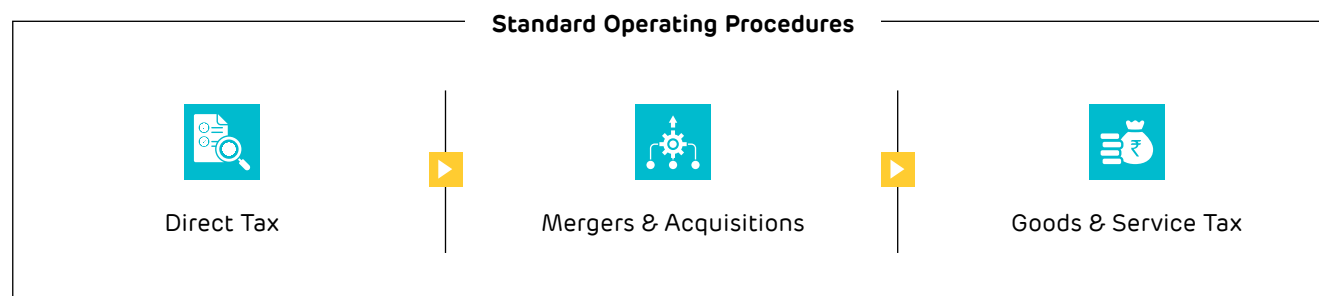 Standard Operating Procedures
₹
Direct Tax
Mergers & Acquisitions
Goods & Service Tax